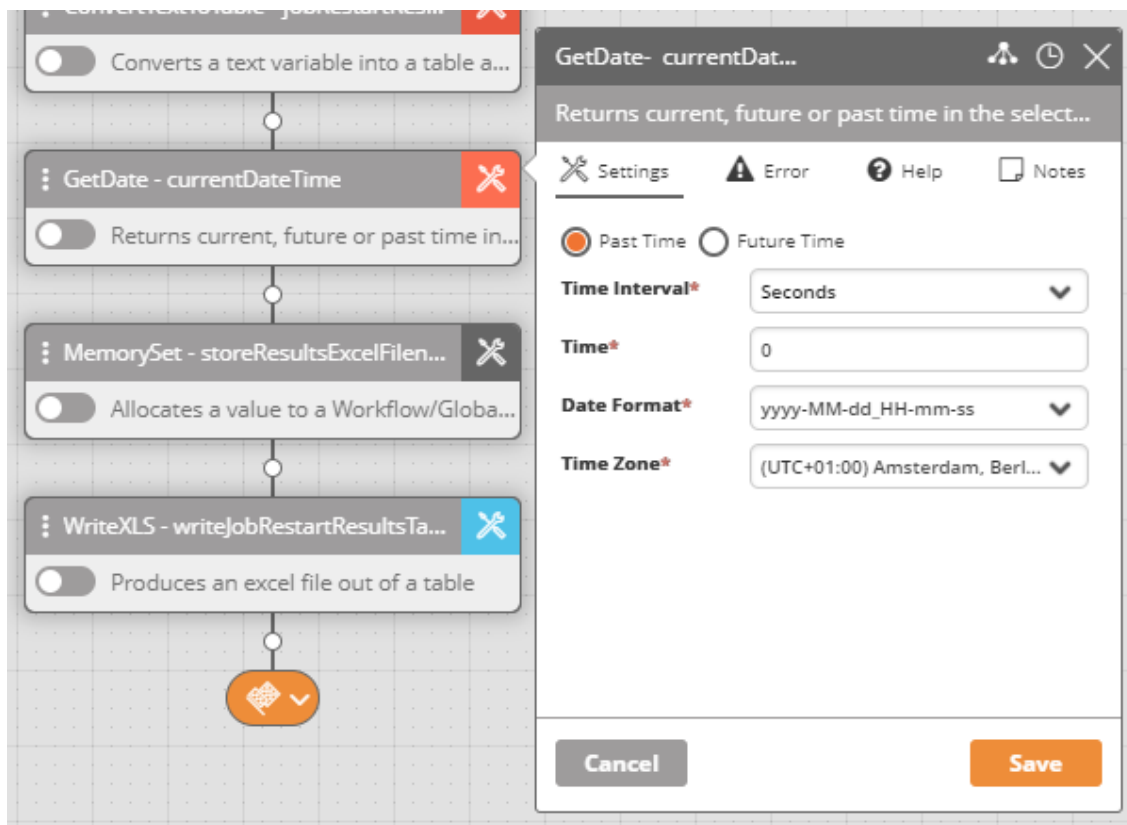 ConvertTextToTable - jobRestartRes...
Converts a text variable into a table a...
GetDate - currentDateTime
Returns current, future or past time in...
MemorySet - storeResultsExcelFilen...
Allocates a value to a Workflow/Globa...
WriteXLS - writeJobRestartResultsTa...
Produces an excel file out of a table
GetDate- currentDat...
Returns current, future or past time in the select...
Settings Error Help Notes
Past Time Future Time
Time Interval* Seconds
Time* 0
Date Format* yyyy-MM-dd_HH-mm-ss
Time Zone* (UTC+01:00) Amsterdam, Berl...
Cancel Save